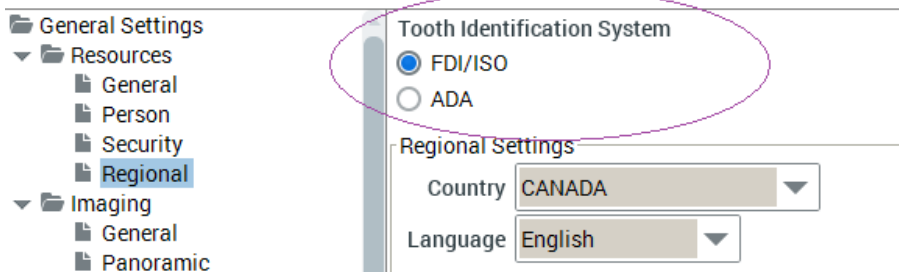 General Settings
Resources
General
Person
Security
Regional
Imaging
General
Panoramic
Tooth Identification System
FDI/ISO
ADA
Regional Settings
Country CANADA
Language English